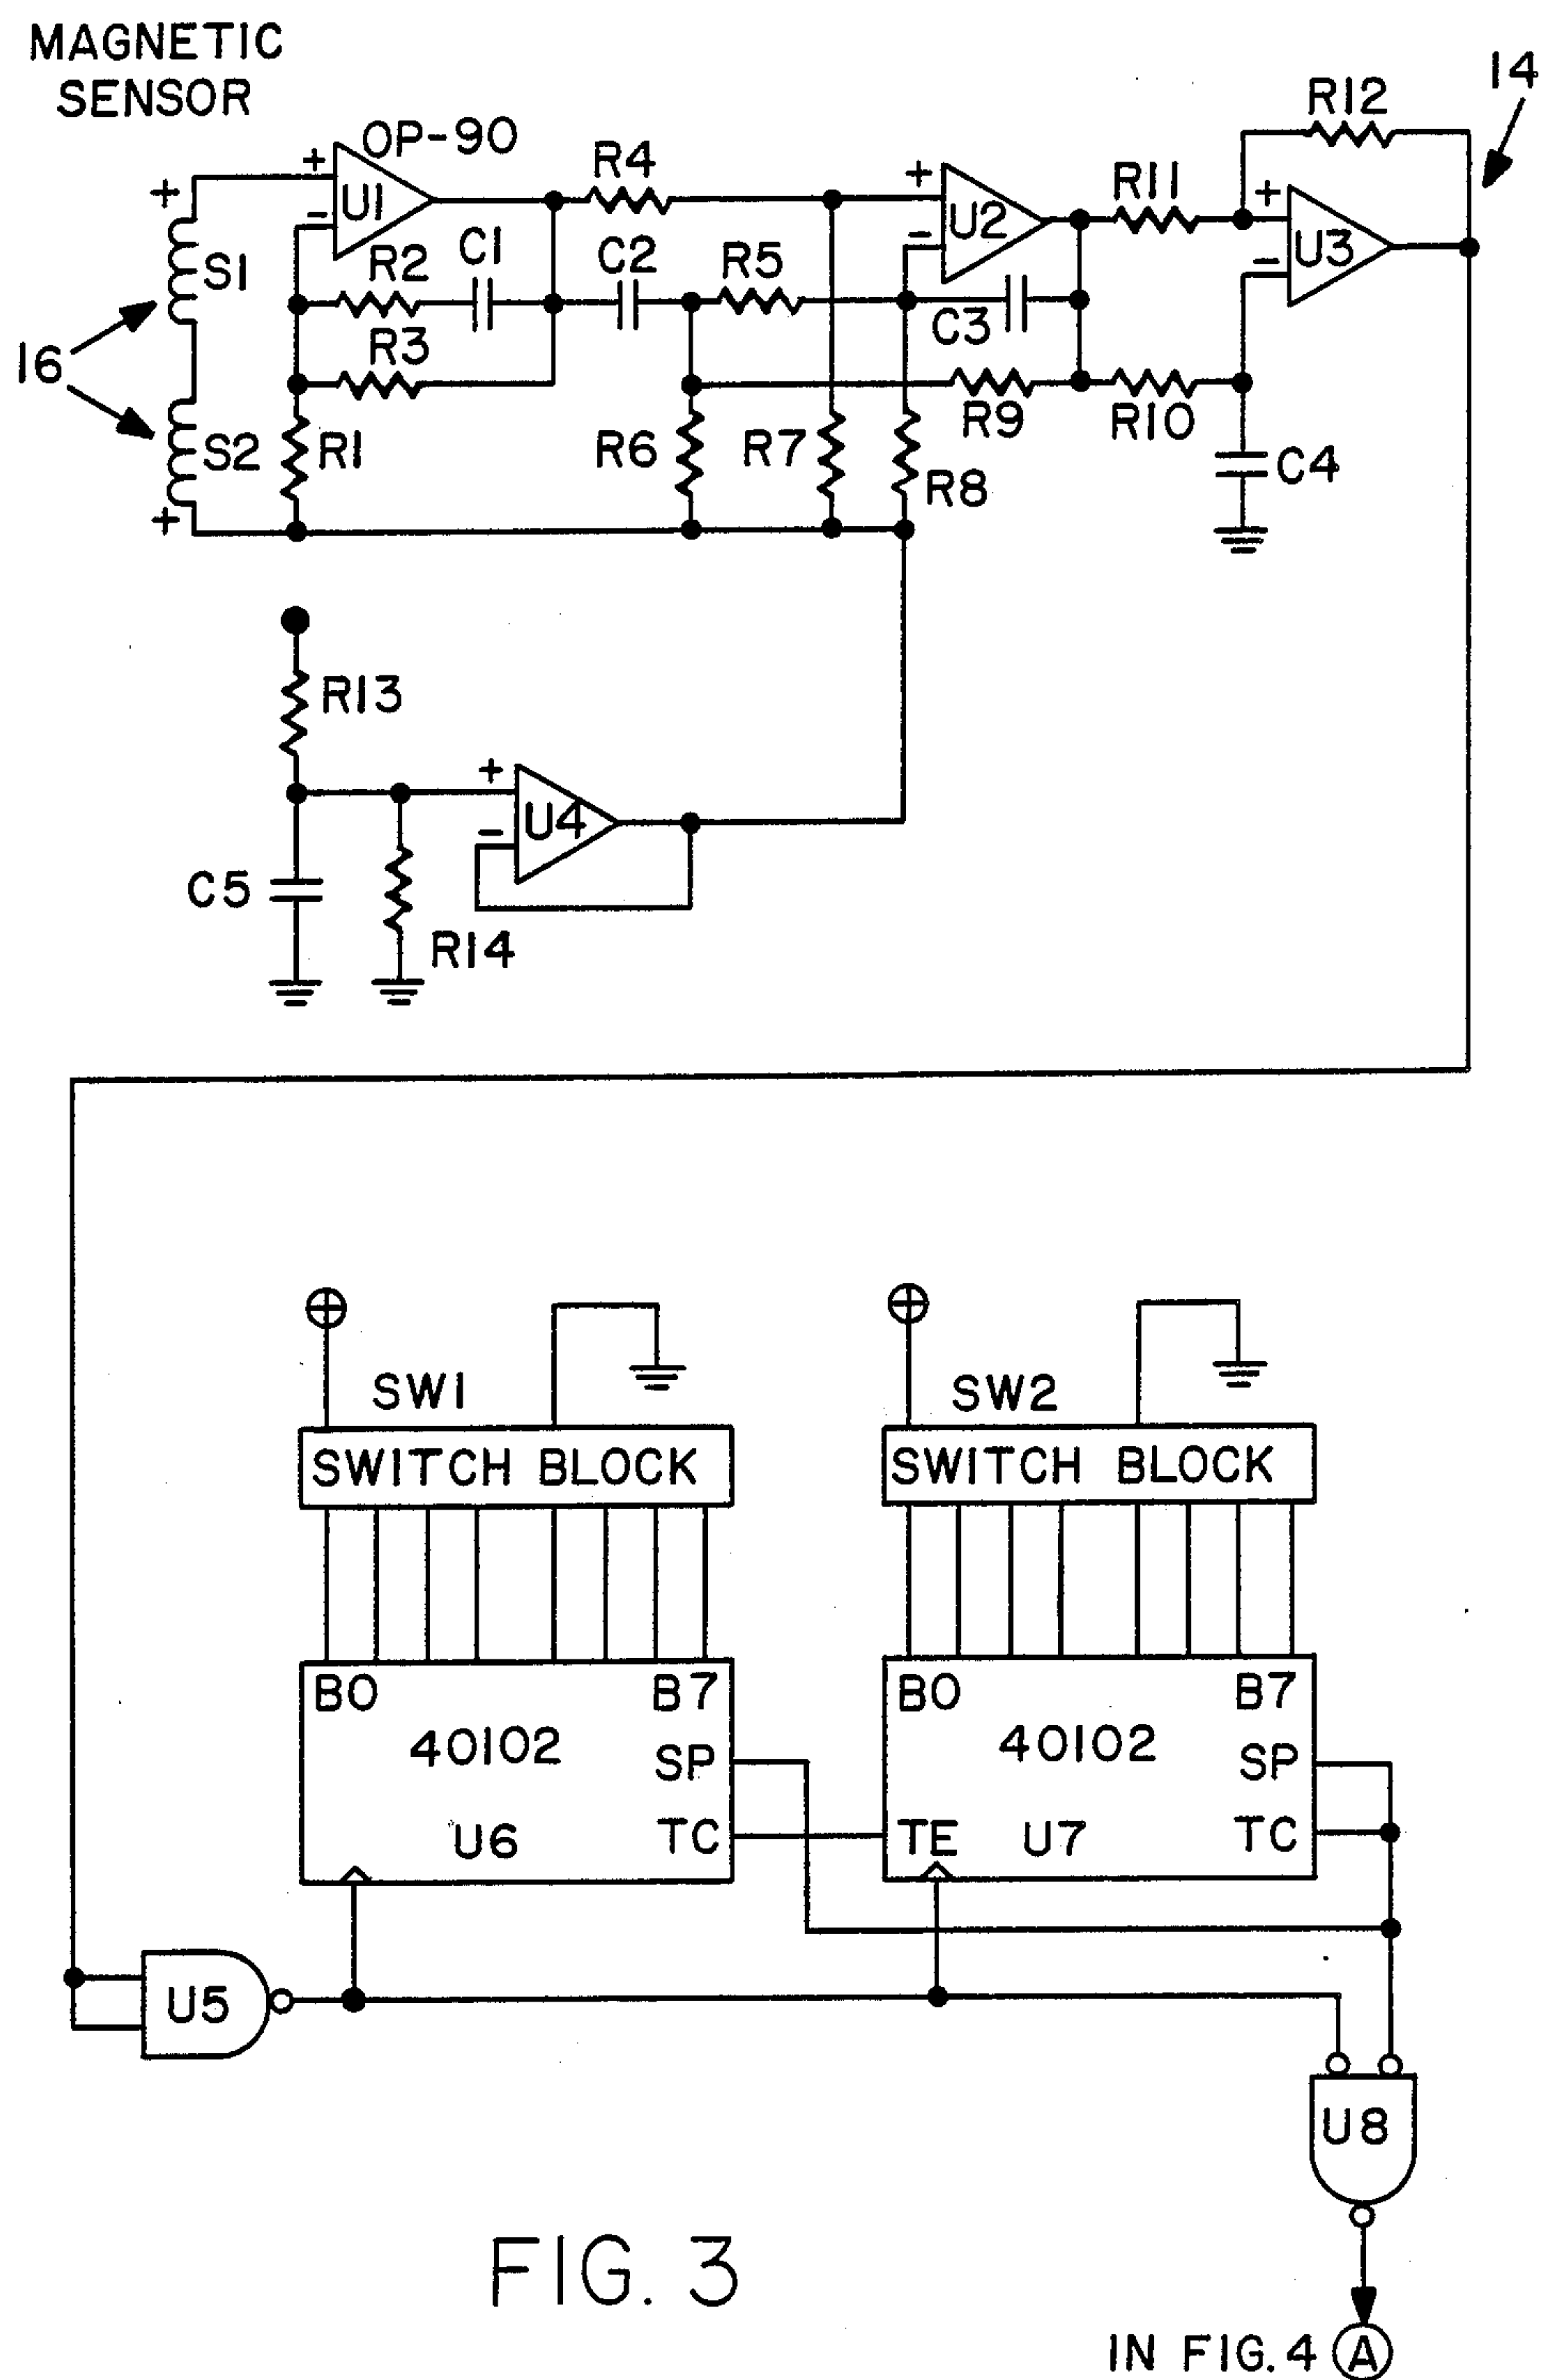 MAGNETIC
SENSOR
14
R12
OP-90
R4
R11
+
+
+
+
U1
U2
U3
-
-
-
S1
R2
C1
C2
R5
C3
16
R3
R9
R10
S2
R1
R6
R7
R8
C4
+
R13
+
U4
-
C5
R14
SW1
SW2
SWITCH BLOCK
SWITCH BLOCK
B0 B7
B0 B7
40102
40102
SP
SP
U6
TC
TE
U7
TC
U5
U8
FIG. 3
IN FIG. 4 A